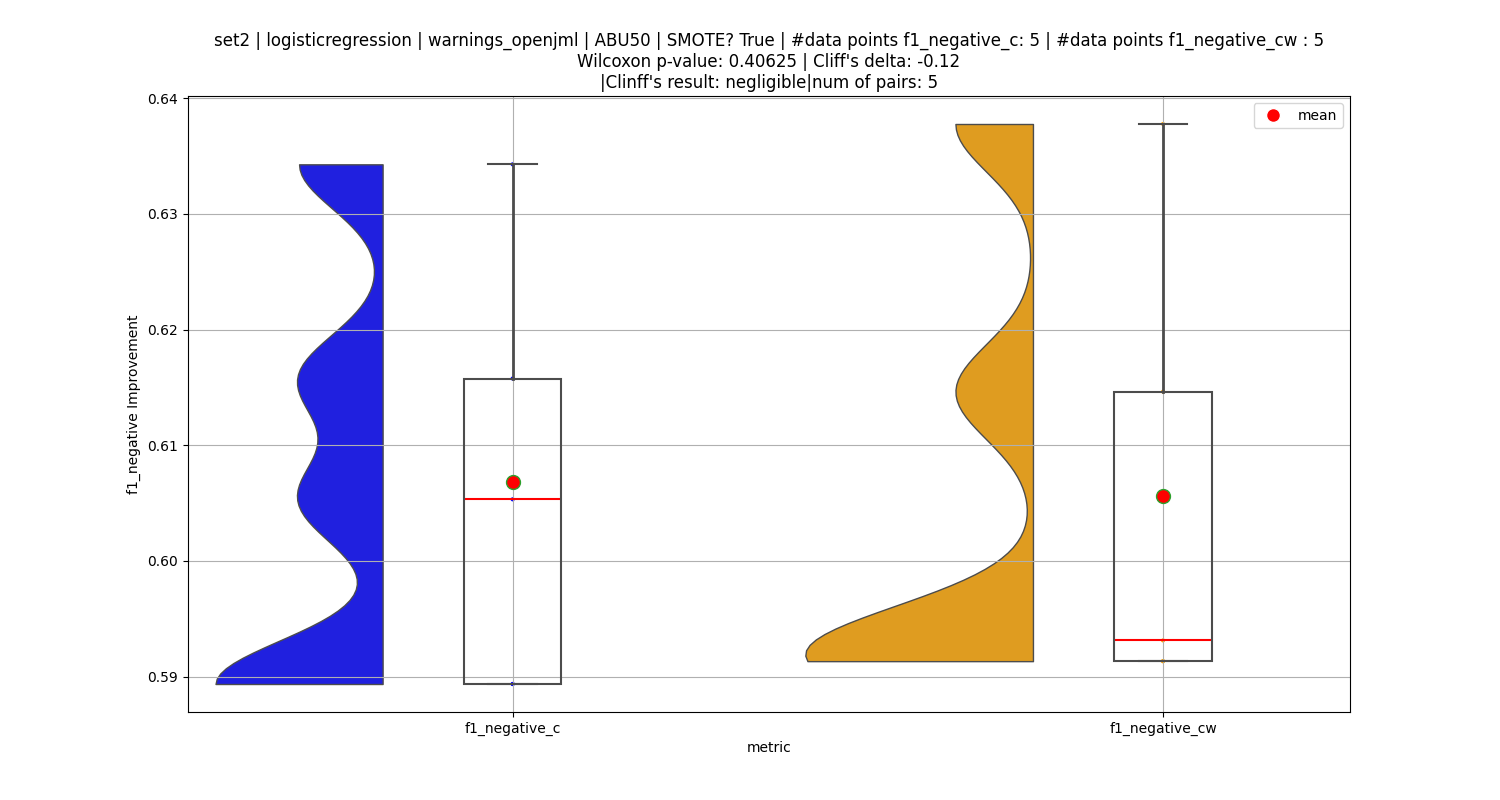 set2 | logisticregression | warnings_openjml | ABU50 | SMOTE? True | #data points f1_negative_c: 5 | #data points f1_negative_cw : 5
Wilcoxon p-value: 0.40625 | Cliff's delta: -0.12
|Clinff's result: negligible|num of pairs: 5
mean
0.64
0.63
0.62
0.61
0.60
0.59
f1_negative Improvement
f1_negative_c
f1_negative_cw
metric